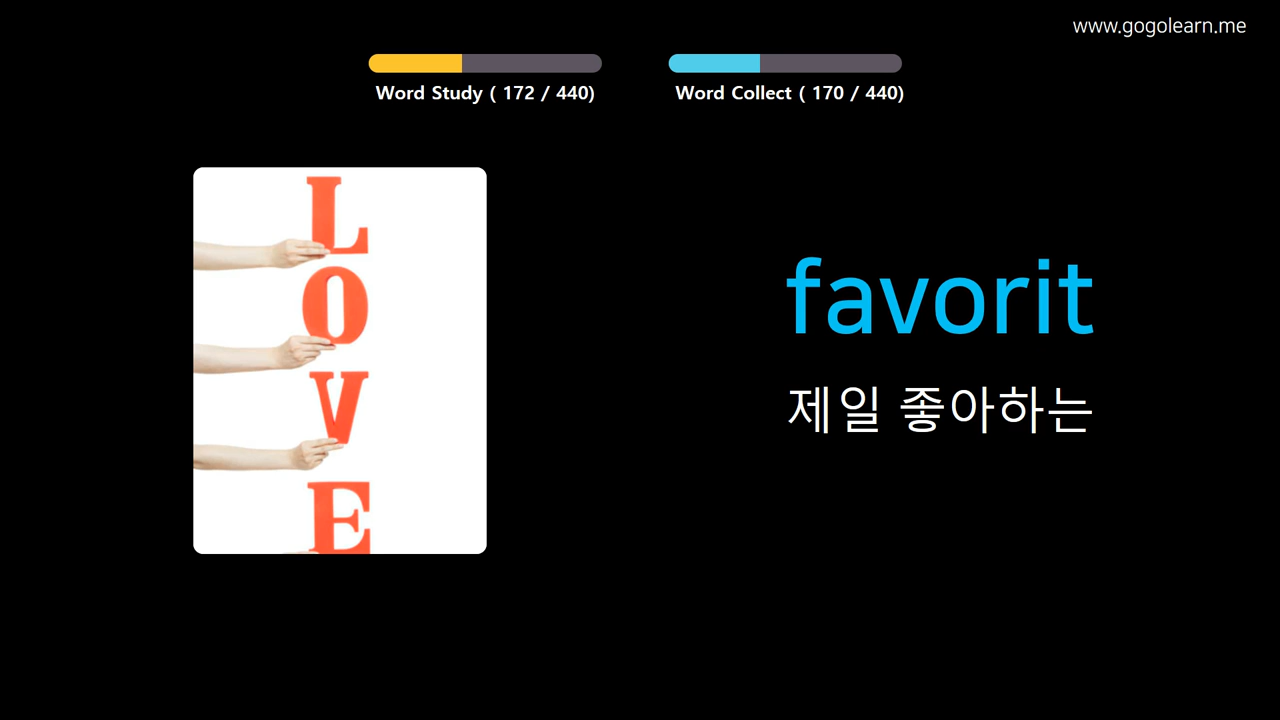 www.gogolearn.me
Word Study ( 172 / 440)
Word Collect ( 170 / 440)
L
O
V
E
favorit
제일 좋아하는